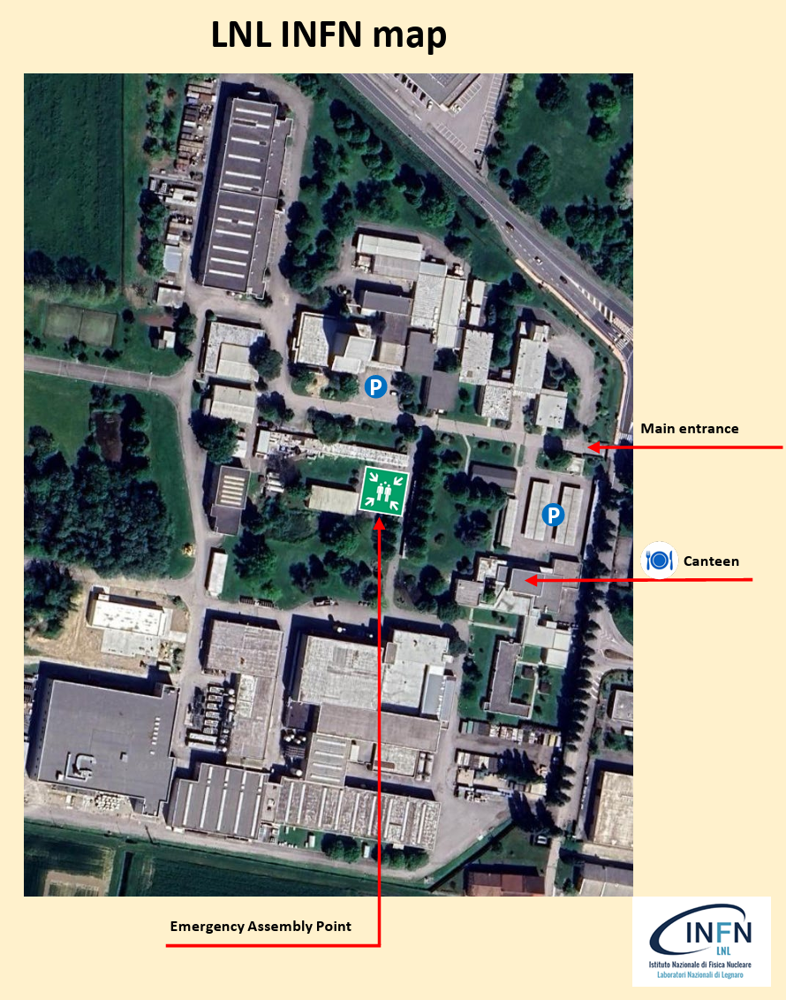 LNL INFN map
P
Main entrance
P
Canteen
Emergency Assembly Point
INFN
LNL
Istituto Nazionale di Fisica Nucleare
Laboratori Nazionali di Legnaro